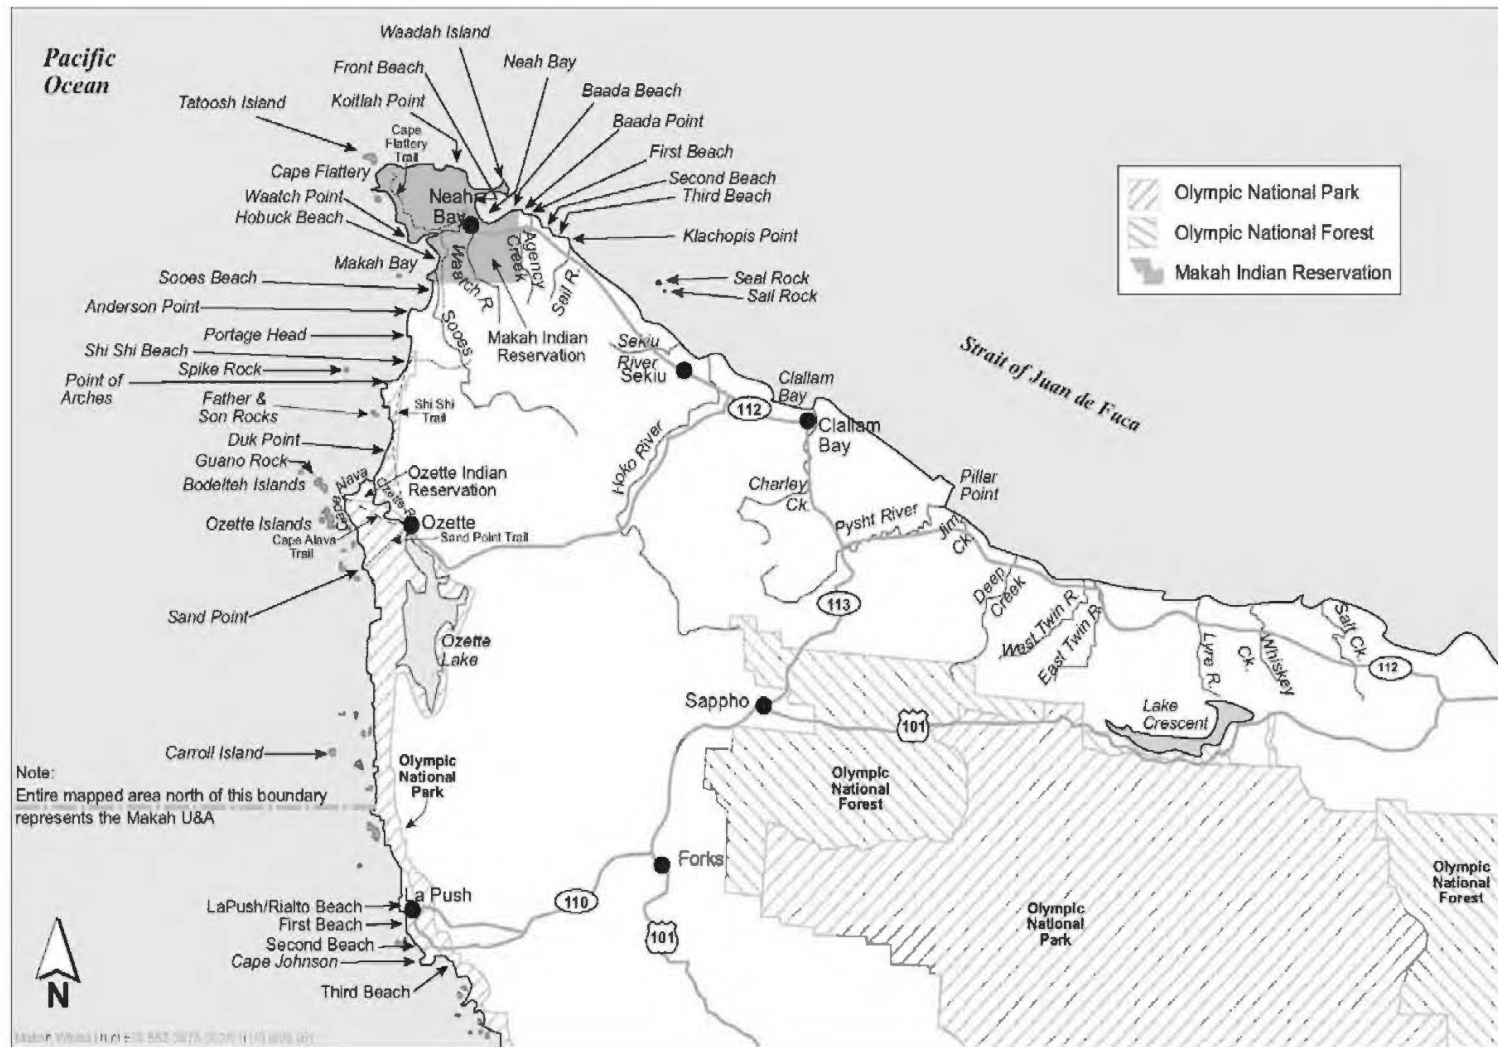 Pacific
Ocean
Waadah Island
Front Beach
Neah Bay
Koitlah Point
Baada Beach
Tatoosh Island
Baada Point
Cape
Flattery
Trail
First Beach
Cape Flattery
Second Beach
Waatch Point
Neah
Bay
Third Beach
Hobuck Beach
Klachopis Point
Makah Bay
Waatch R.
Agency
Creek
Sail R.
Sooes Beach
Seal Rock
Sail Rock
Anderson Point
Sooes
Portage Head
Makah Indian
Reservation
Sekiu
River
Shi Shi Beach
Spike Rock
Sekiu
Point of
Arches
Clallam
Bay
Strait of Juan de Fuca
Father &
Son Rocks
Shi Shi
Trail
112
Clallam
Bay
Duk Point
Hoko River
Guano Rock
Bodelteh Islands
Alava
Ozette Indian
Reservation
Ozette R.
Charley
Ck.
Pillar
Point
Ozette Islands
Ozette
Cape Alava
Trail
Sand Point Trail
Pysht River
Jim
Ck.
Sand Point
Deep
Creek
113
West Twin R.
East Twin R.
Ozette
Lake
Lyre R.
Whiskey
Ck.
Salt Ck.
112
Sappho
101
Lake
Crescent
Carroll Island
Olympic
National
Park
Olympic
National
Forest
Note:
Entire mapped area north of this boundary
represents the Makah U&A
Forks
Olympic
National
Forest
La Push
LaPush/Rialto Beach
110
Olympic
National
Park
First Beach
101
Second Beach
Cape Johnson
Third Beach
N
Olympic National Park
Olympic National Forest
Makah Indian Reservation